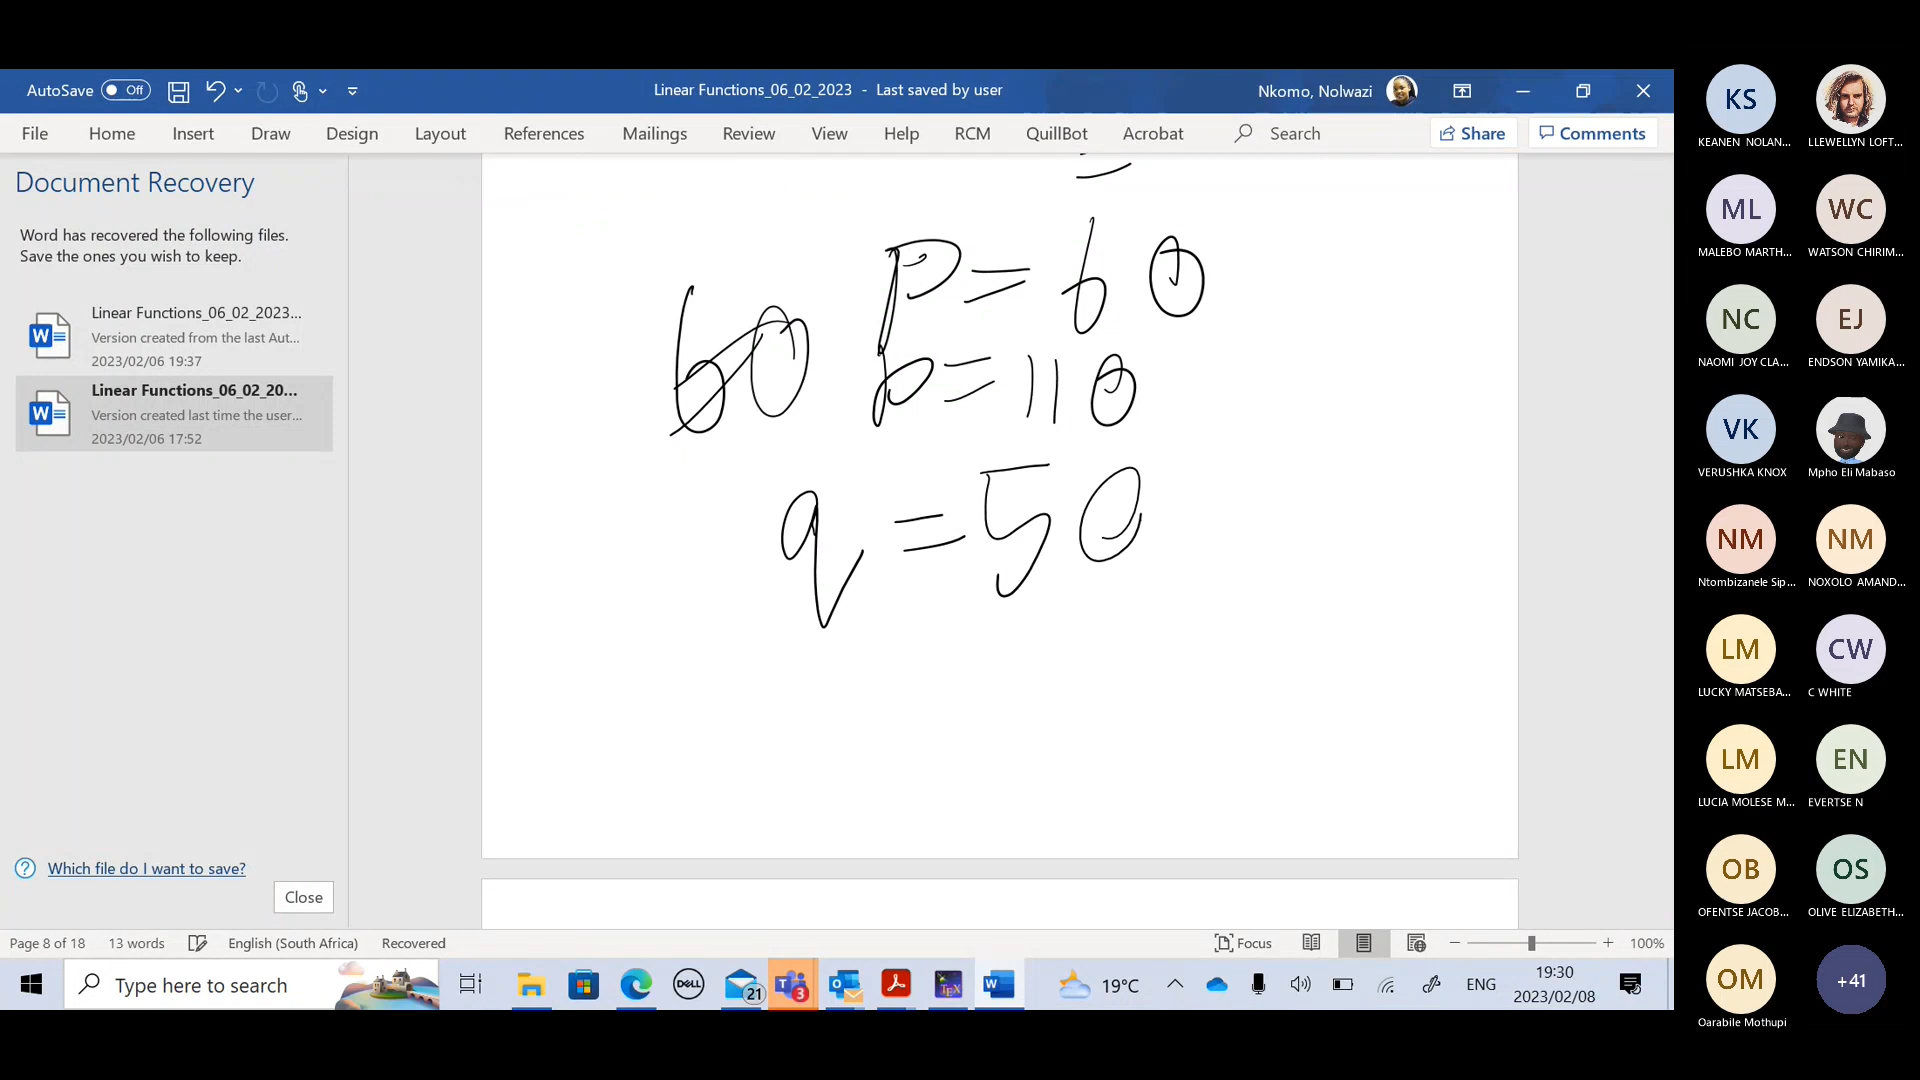 AutoSave Off
Linear Functions_06_02_2023 - Last saved by user
Nkomo, Nolwazi
File Home Insert Draw Design Layout References Mailings Review View Help RCM QuillBot Acrobat Search Share Comments
Document Recovery
Word has recovered the following files.
Save the ones you wish to keep.
Linear Functions_06_02_2023...
Version created from the last Aut...
2023/02/06 19:37
Linear Functions_06_02_20...
Version created last time the user...
2023/02/06 17:52
Which file do I want to save?
Close
P = 60
60 p = 110
q = 50
Page 8 of 18 13 words English (South Africa) Recovered Focus 100%
Type here to search
DELL
21
T
3
TEX
W
19°C
ENG
19:30
2023/02/08
KS
KEANEN NOLAN...
LLEWELLYN LOFT...
ML
MALEBO MARTH...
WC
WATSON CHIRIM...
NC
NAOMI JOY CLA...
EJ
ENDSON YAMIKA...
VK
VERUSHKA KNOX
Mpho Eli Mabaso
NM
Ntombizanele Sip...
NM
NOXOLO AMAND...
LM
LUCKY MATSEBA...
CW
C WHITE
LM
LUCIA MOLESE M...
EN
EVERTSE N
OB
OFENTSE JACOB...
OS
OLIVE ELIZABETH...
OM
Oarabile Mothupi
+41